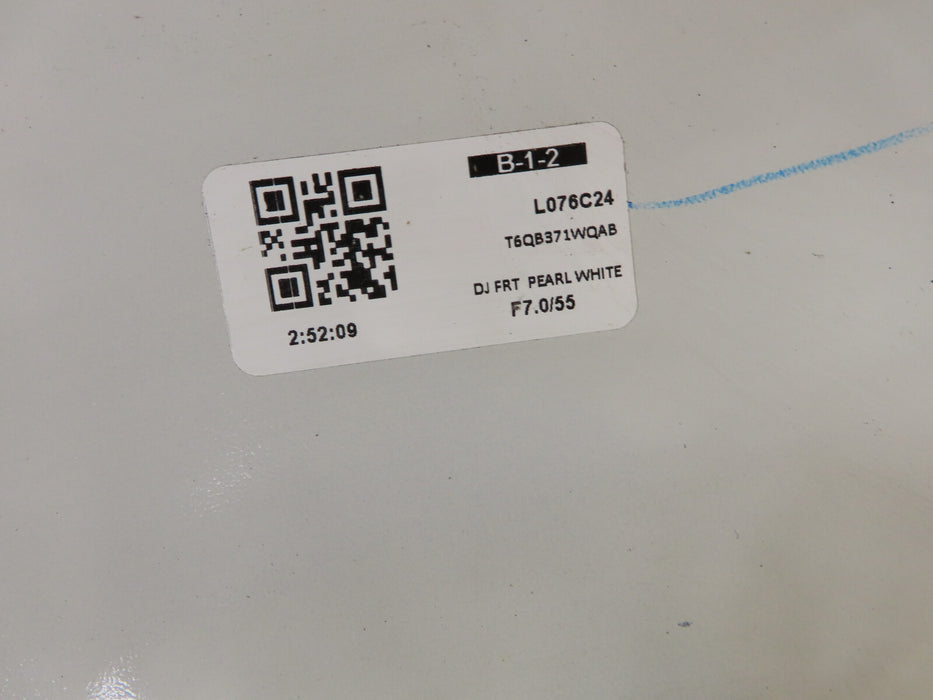 B-1-2
L076C24
T6QB371WQAB
DJ FRT PEARL WHITE
F7.0/55
2:52:09